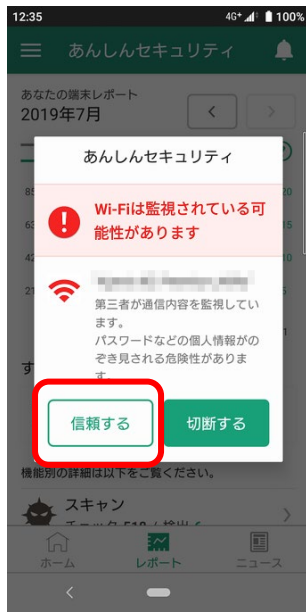 12:35 4G+ 100%
あんしんセキュリティ
あなたの端末レポート
2019年7月
あんしんセキュリティ
Wi-Fiは監視されている可
能性があります
第三者が通信内容を監視してい
ます。
パスワードなどの個人情報がの
ぞき見される危険性がありま
す。
信頼する 切断する
機能別の詳細は以下をご覧ください。
スキャン
ホーム レポート ニュース